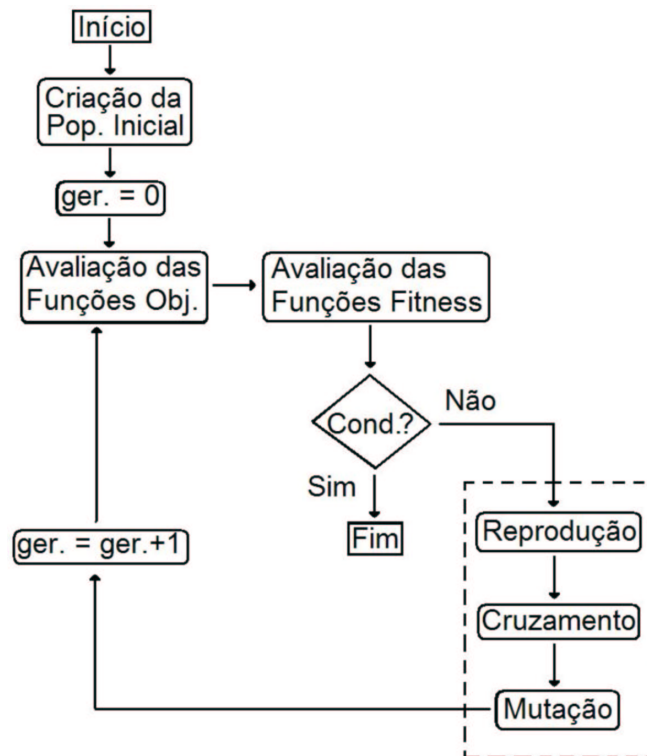 Início
Criação da
Pop. Inicial
ger. = 0
Avaliação das
Funções Obj.
Avaliação das
Funções Fitness
Cond.?
Não
Sim
Fim
Reprodução
Cruzamento
Mutação
ger. = ger.+1